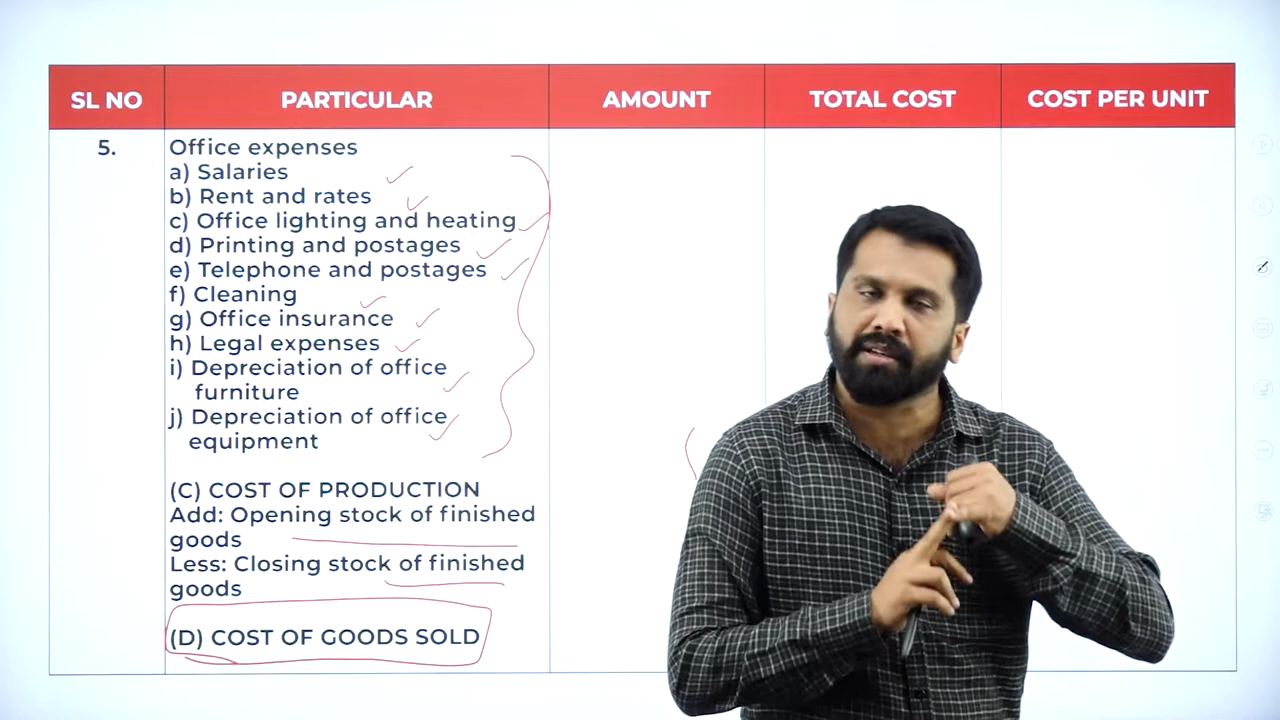 SL NO PARTICULAR AMOUNT TOTAL COST COST PER UNIT
5. Office expenses
a) Salaries
b) Rent and rates
c) Office lighting and heating
d) Printing and postages
e) Telephone and postages
f) Cleaning
g) Office insurance
h) Legal expenses
i) Depreciation of office
furniture
j) Depreciation of office
equipment
(C) COST OF PRODUCTION
Add: Opening stock of finished
goods
Less: Closing stock of finished
goods
(D) COST OF GOODS SOLD